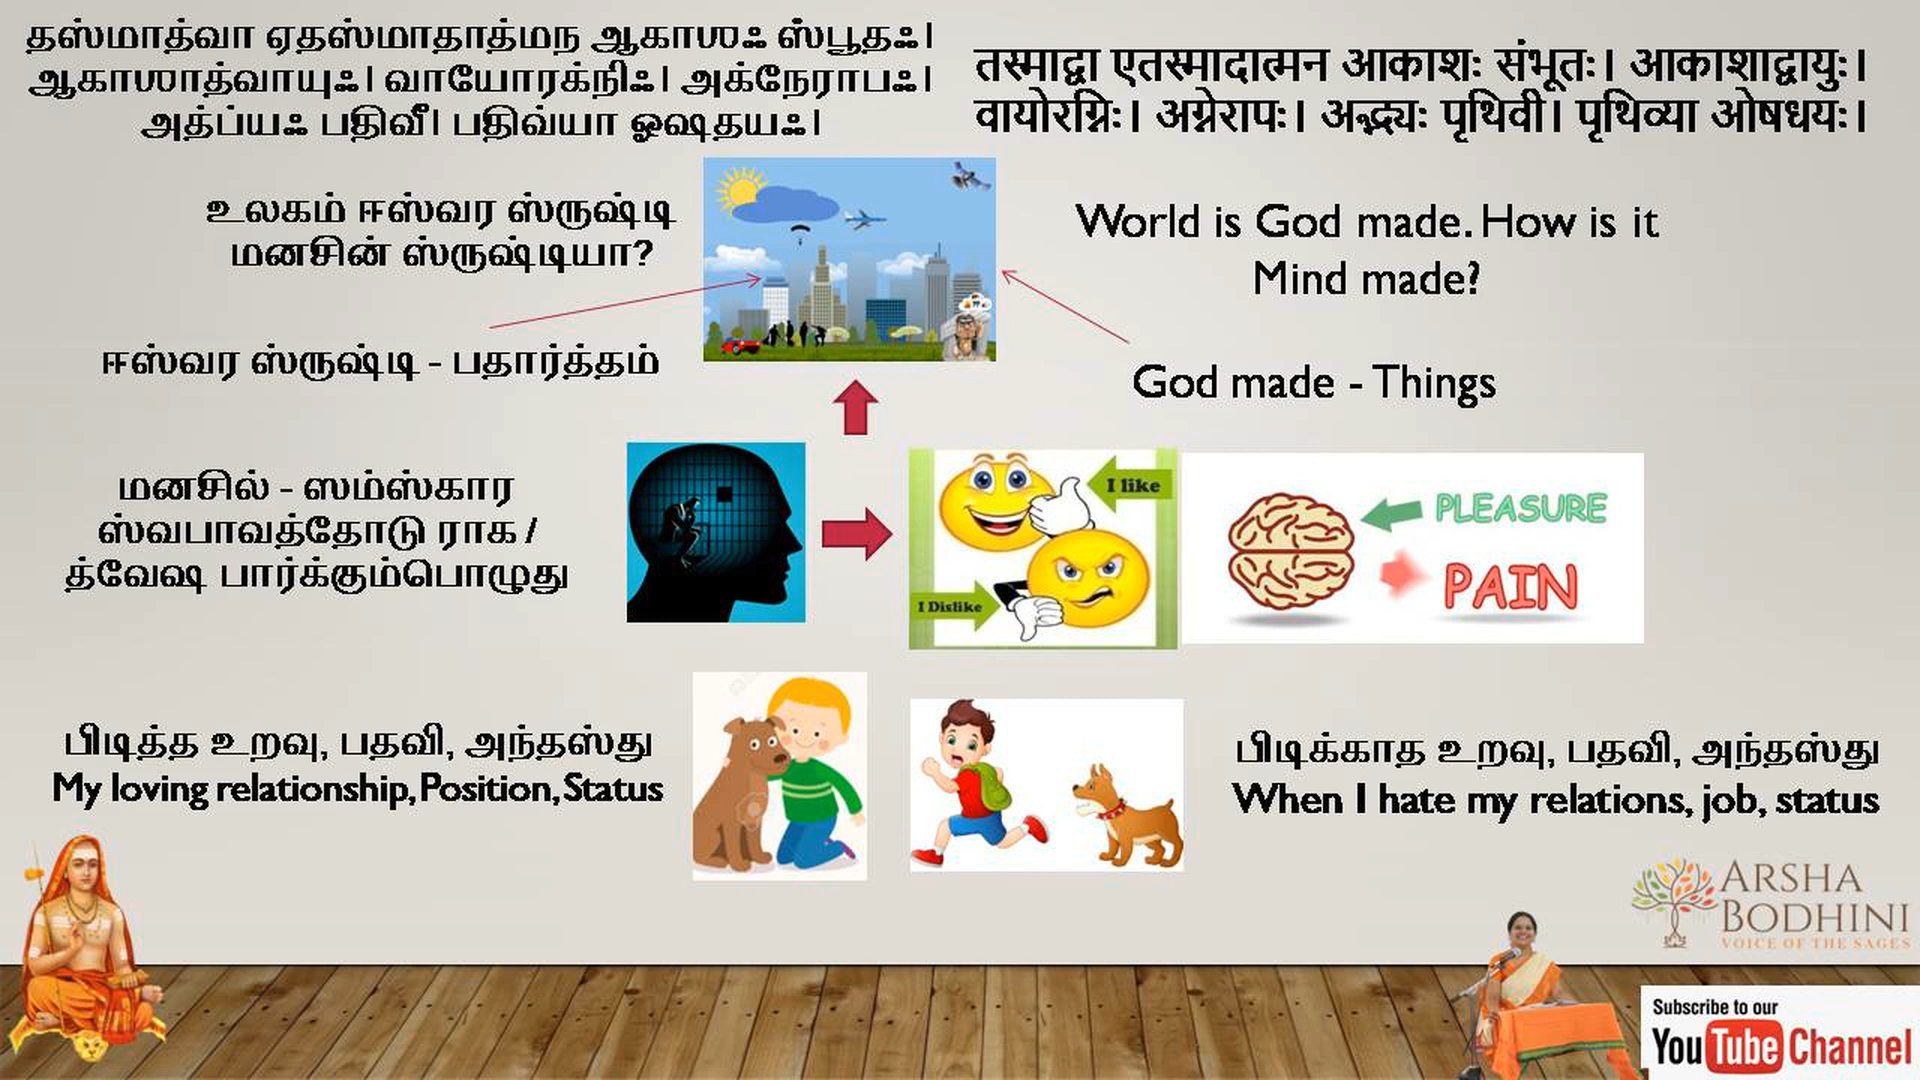 தஸ்மாத்வா ஏதஸ்மாதாத்மந ஆகாஶஃ ஸ்பூதஃ।
ஆகாஶாத்வாயுஃ। வாயோரக்நிஃ। அக்நேராபஃ।
அத்ப்யஃ பதிவீ। பதிவ்யா ஓஷதயஃ।
तस्माद्वा एतस्मादात्मन आकाशः संभूतः। आकाशाद्वायुः।
वायोरग्निः। अग्नेरापः। अद्भ्यः पृथिवी। पृथिव्या ओषधयः।
உலகம் ஈஸ்வர ஸ்ருஷ்டி
மனசின் ஸ்ருஷ்டியா?
World is God made. How is it
Mind made?
ஈஸ்வர ஸ்ருஷ்டி - பதார்த்தம்
God made - Things
மனசில் - ஸம்ஸ்கார
ஸ்வபாவத்தோடு ராக /
த்வேஷ பார்க்கும்பொழுது
I like
I Dislike
PLEASURE
PAIN
பிடித்த உறவு, பதவி, அந்தஸ்து
My loving relationship, Position, Status
பிடிக்காத உறவு, பதவி, அந்தஸ்து
When I hate my relations, job, status
ARSHA
BODHINI
VOICE OF THE SAGES
Subscribe to our
YouTube Channel